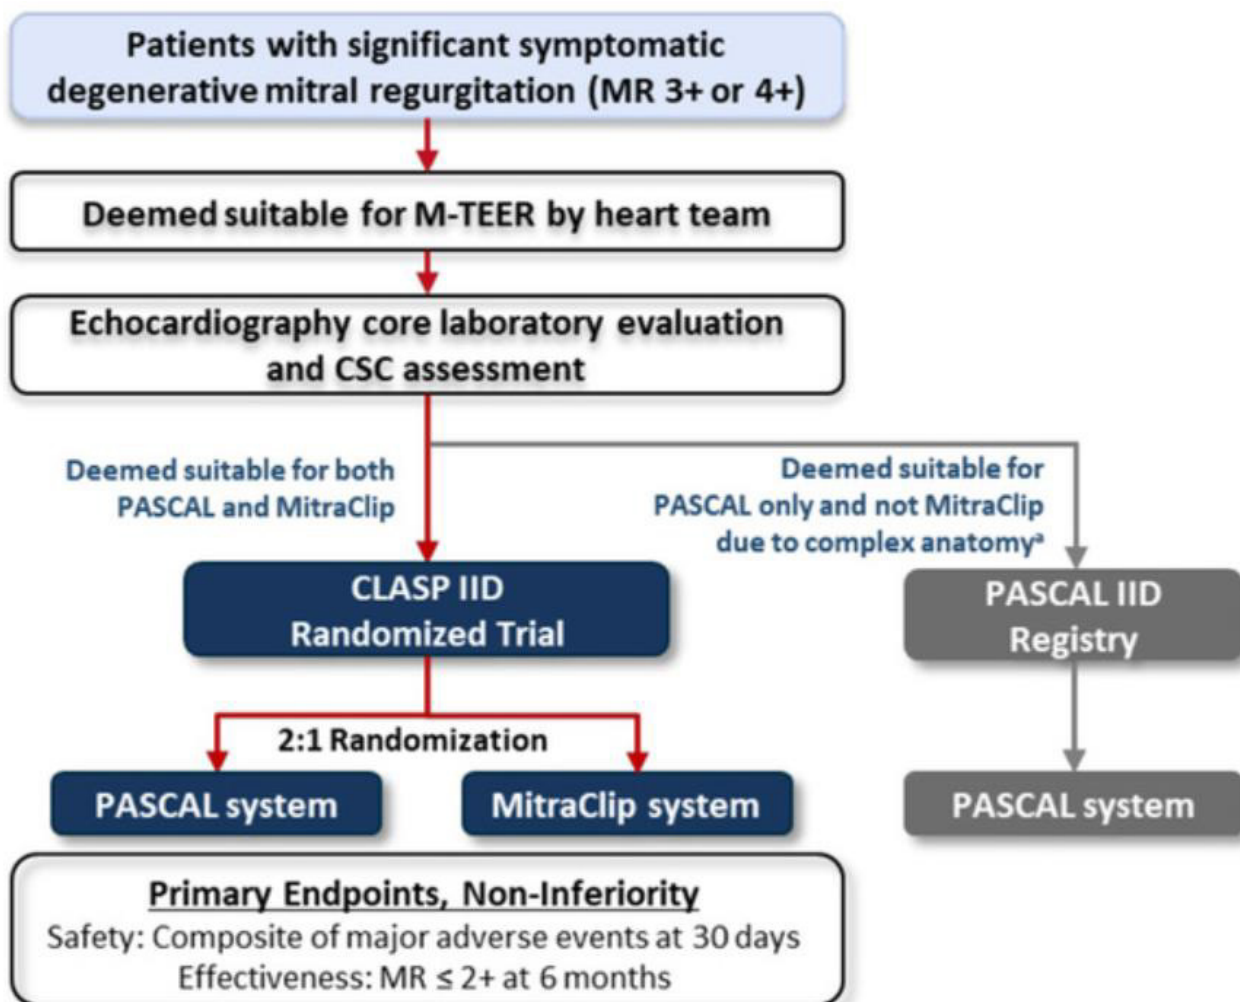 Patients with significant symptomatic
degenerative mitral regurgitation (MR 3+ or 4+)
Deemed suitable for M-TEER by heart team
Echocardiography core laboratory evaluation
and CSC assessment
Deemed suitable for both
PASCAL and MitraClip
Deemed suitable for
PASCAL only and not MitraClip
due to complex anatomyᵃ
CLASP IID
Randomized Trial
PASCAL IID
Registry
2:1 Randomization
PASCAL system
MitraClip system
PASCAL system
Primary Endpoints, Non-Inferiority
Safety: Composite of major adverse events at 30 days
Effectiveness: MR ≤ 2+ at 6 months